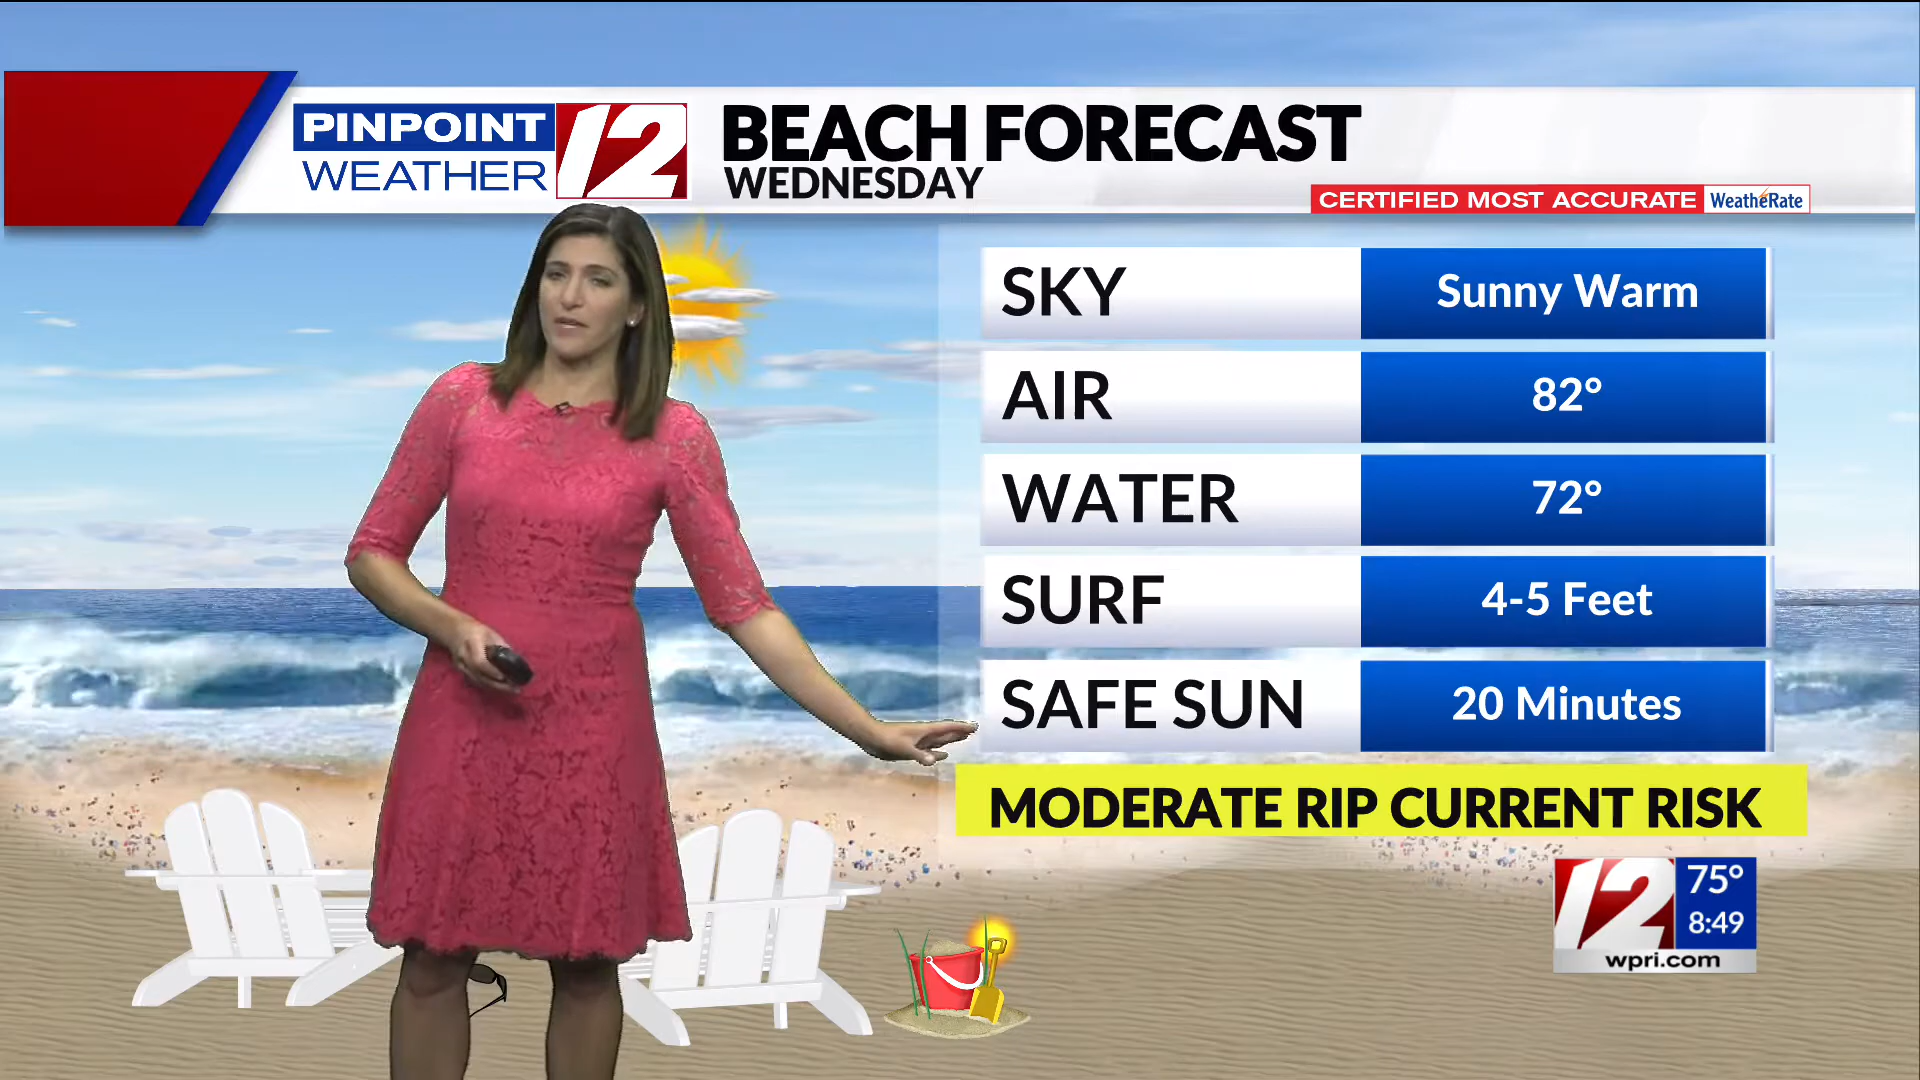 PINPOINT
WEATHER
12
BEACH FORECAST
WEDNESDAY
CERTIFIED MOST ACCURATE WeatheRate
SKY Sunny Warm
AIR 82°
WATER 72°
SURF 4-5 Feet
SAFE SUN 20 Minutes
MODERATE RIP CURRENT RISK
12
75°
8:49
wpri.com